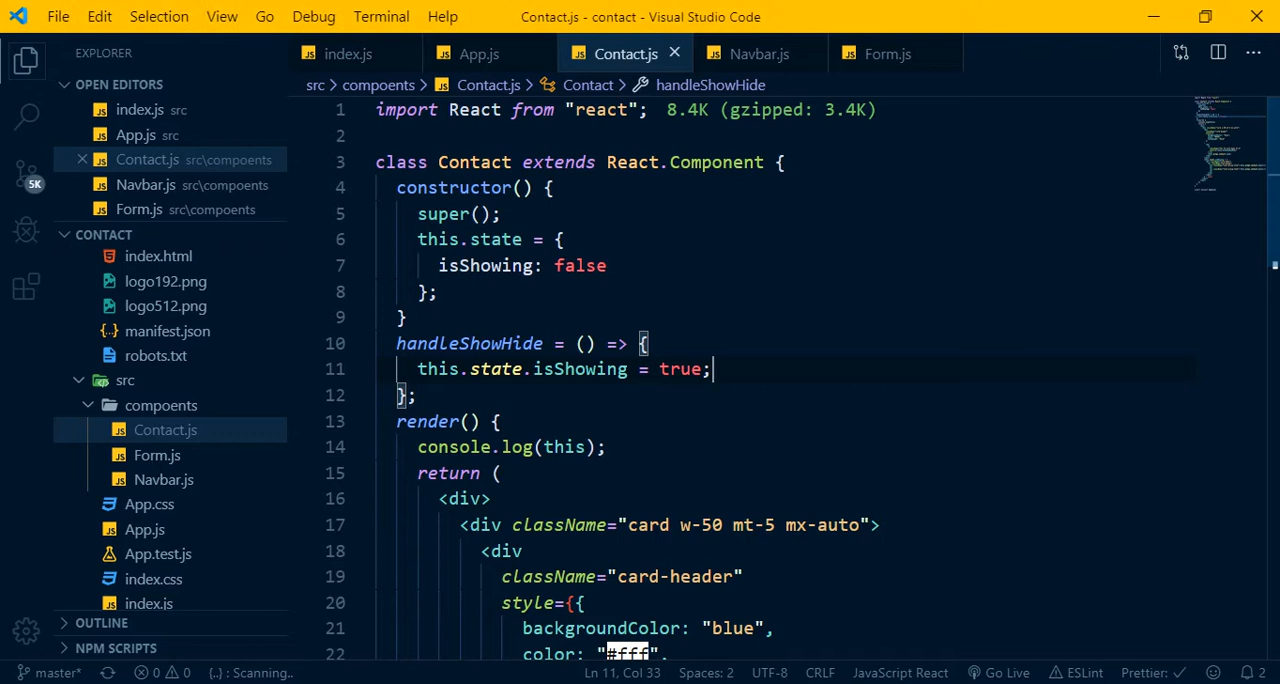 File Edit Selection View Go Debug Terminal Help Contact.js - contact - Visual Studio Code
EXPLORER
OPEN EDITORS
index.js src
App.js src
Contact.js src\compoents
Navbar.js src\compoents
Form.js src\compoents
5K
CONTACT
index.html
logo192.png
logo512.png
manifest.json
robots.txt
src
compoents
Contact.js
Form.js
Navbar.js
App.css
App.js
App.test.js
index.css
index.js
OUTLINE
NPM SCRIPTS
index.js App.js Contact.js Navbar.js Form.js
src > compoents > Contact.js > Contact > handleShowHide
1 import React from "react"; 8.4K (gzipped: 3.4K)
2
3 class Contact extends React.Component {
4 constructor() {
5 super();
6 this.state = {
7 isShowing: false
8 };
9 }
10 handleShowHide = () => {
11 this.state.isShowing = true;
12 };
13 render() {
14 console.log(this);
15 return (
16 <div>
17 <div className="card w-50 mt-5 mx-auto">
18 <div
19 className="card-header"
20 style={{
21 backgroundColor: "blue",
22 color: "#fff",
master* 0 0 {..} : Scanning.. Ln 11, Col 33 Spaces: 2 UTF-8 CRLF JavaScript React Go Live ESLint Prettier: ✓ 2